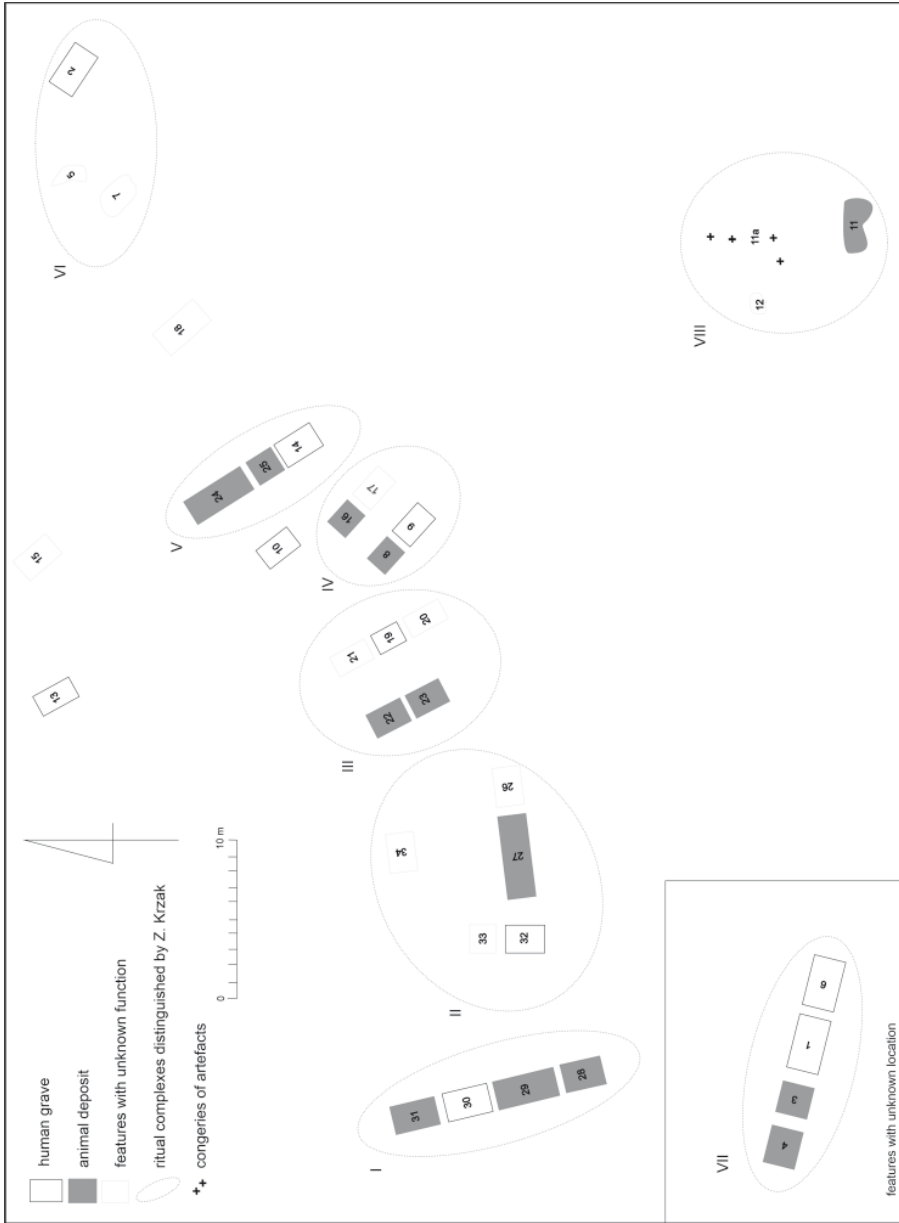 human grave
animal deposit
features with unknown function
ritual complexes distinguished by Z. Krzak
congeries of artefacts
0
10 m
VI
2
5
7
18
15
13
V
24
25
14
10
IV
16
17
8
9
III
21
19
20
22
23
II
34
26
27
33
32
I
31
30
29
28
VIII
11a
12
11
VII
4
3
1
6
features with unknown location